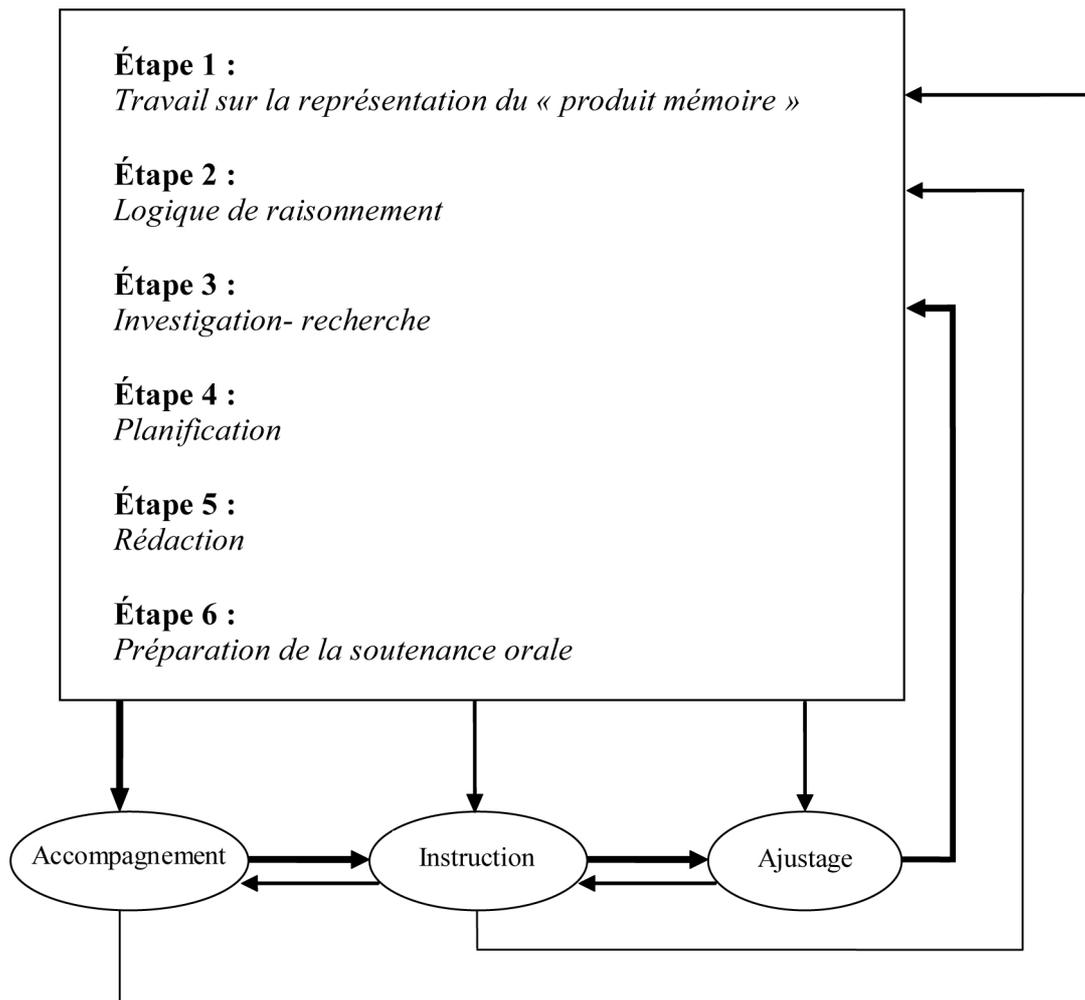 Étape 1 :
Travail sur la représentation du « produit mémoire »
Étape 2 :
Logique de raisonnement
Étape 3 :
Investigation- recherche
Étape 4 :
Planification
Étape 5 :
Rédaction
Étape 6 :
Préparation de la soutenance orale
Accompagnement
Instruction
Ajustage